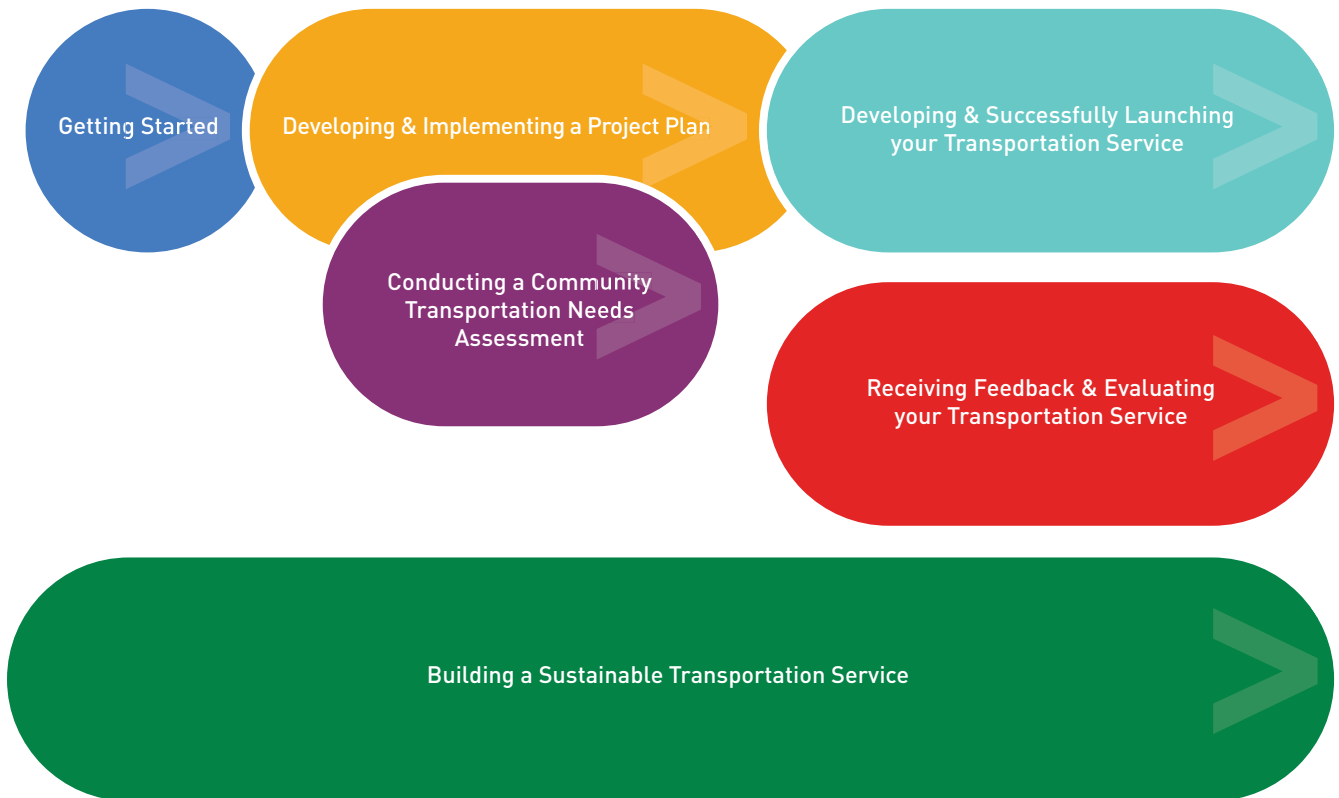 Getting Started
Developing & Implementing a Project Plan
Developing & Successfully Launching
your Transportation Service
Conducting a Community
Transportation Needs
Assessment
Receiving Feedback & Evaluating
your Transportation Service
Building a Sustainable Transportation Service